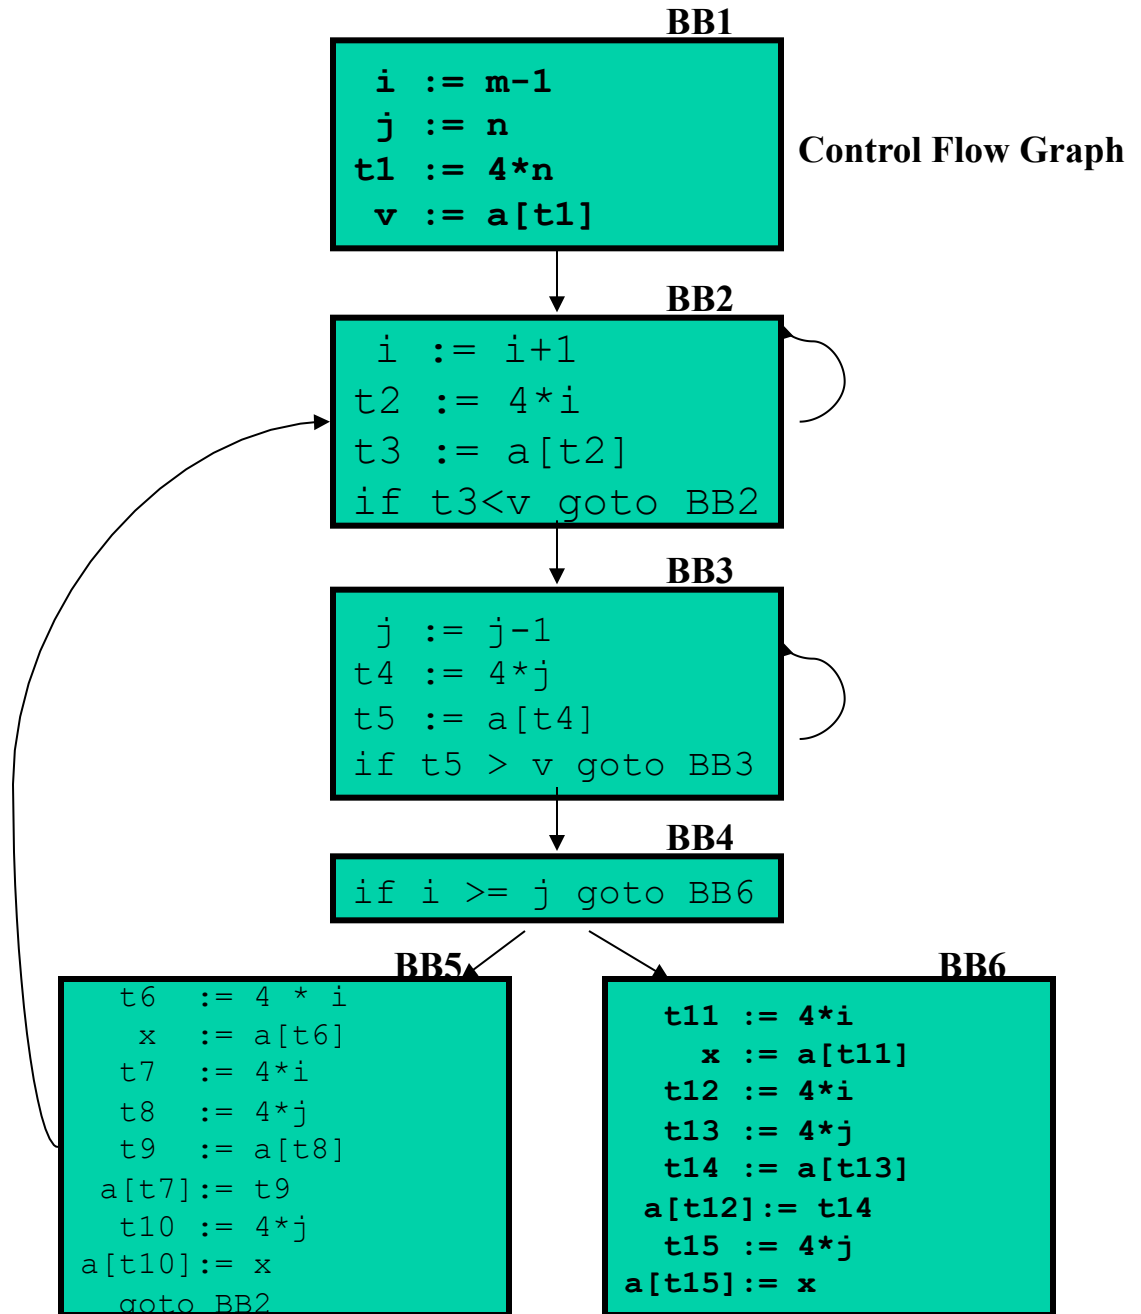 BB1
i := m-1
j := n
t1 := 4*n
v := a[t1]
Control Flow Graph
BB2
i := i+1
t2 := 4*i
t3 := a[t2]
if t3<v goto BB2
BB3
j := j-1
t4 := 4*j
t5 := a[t4]
if t5 > v goto BB3
BB4
if i >= j goto BB6
BB5
t6 := 4 * i
x := a[t6]
t7 := 4*i
t8 := 4*j
t9 := a[t8]
a[t7]:= t9
t10 := 4*j
a[t10]:= x
goto BB2
BB6
t11 := 4*i
x := a[t11]
t12 := 4*i
t13 := 4*j
t14 := a[t13]
a[t12]:= t14
t15 := 4*j
a[t15]:= x